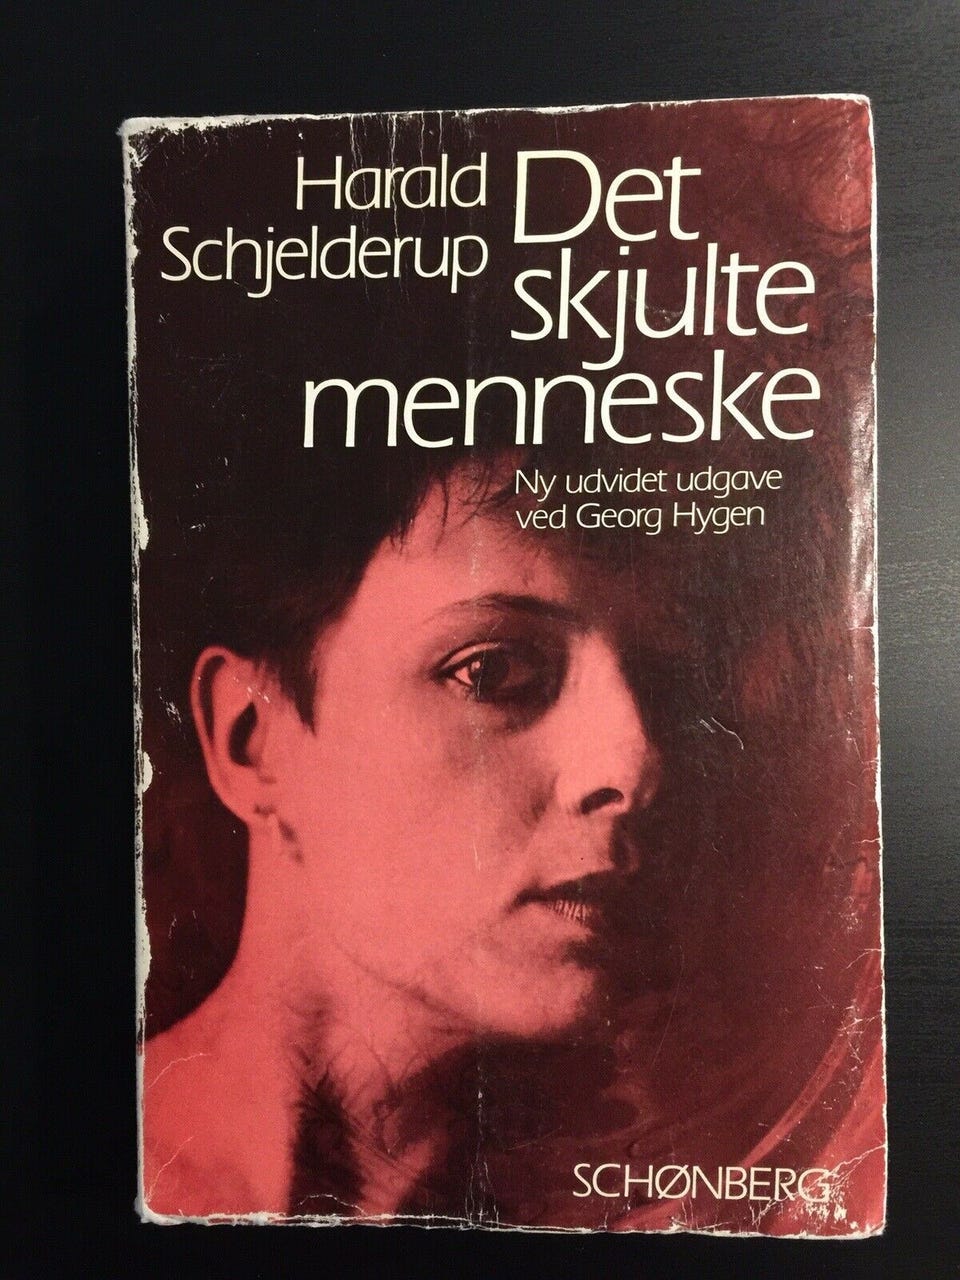 Harald
Schjelderup
Det
skjulte
menneske
Ny udvidet udgave
ved Georg Hygen
SCHØNBERG